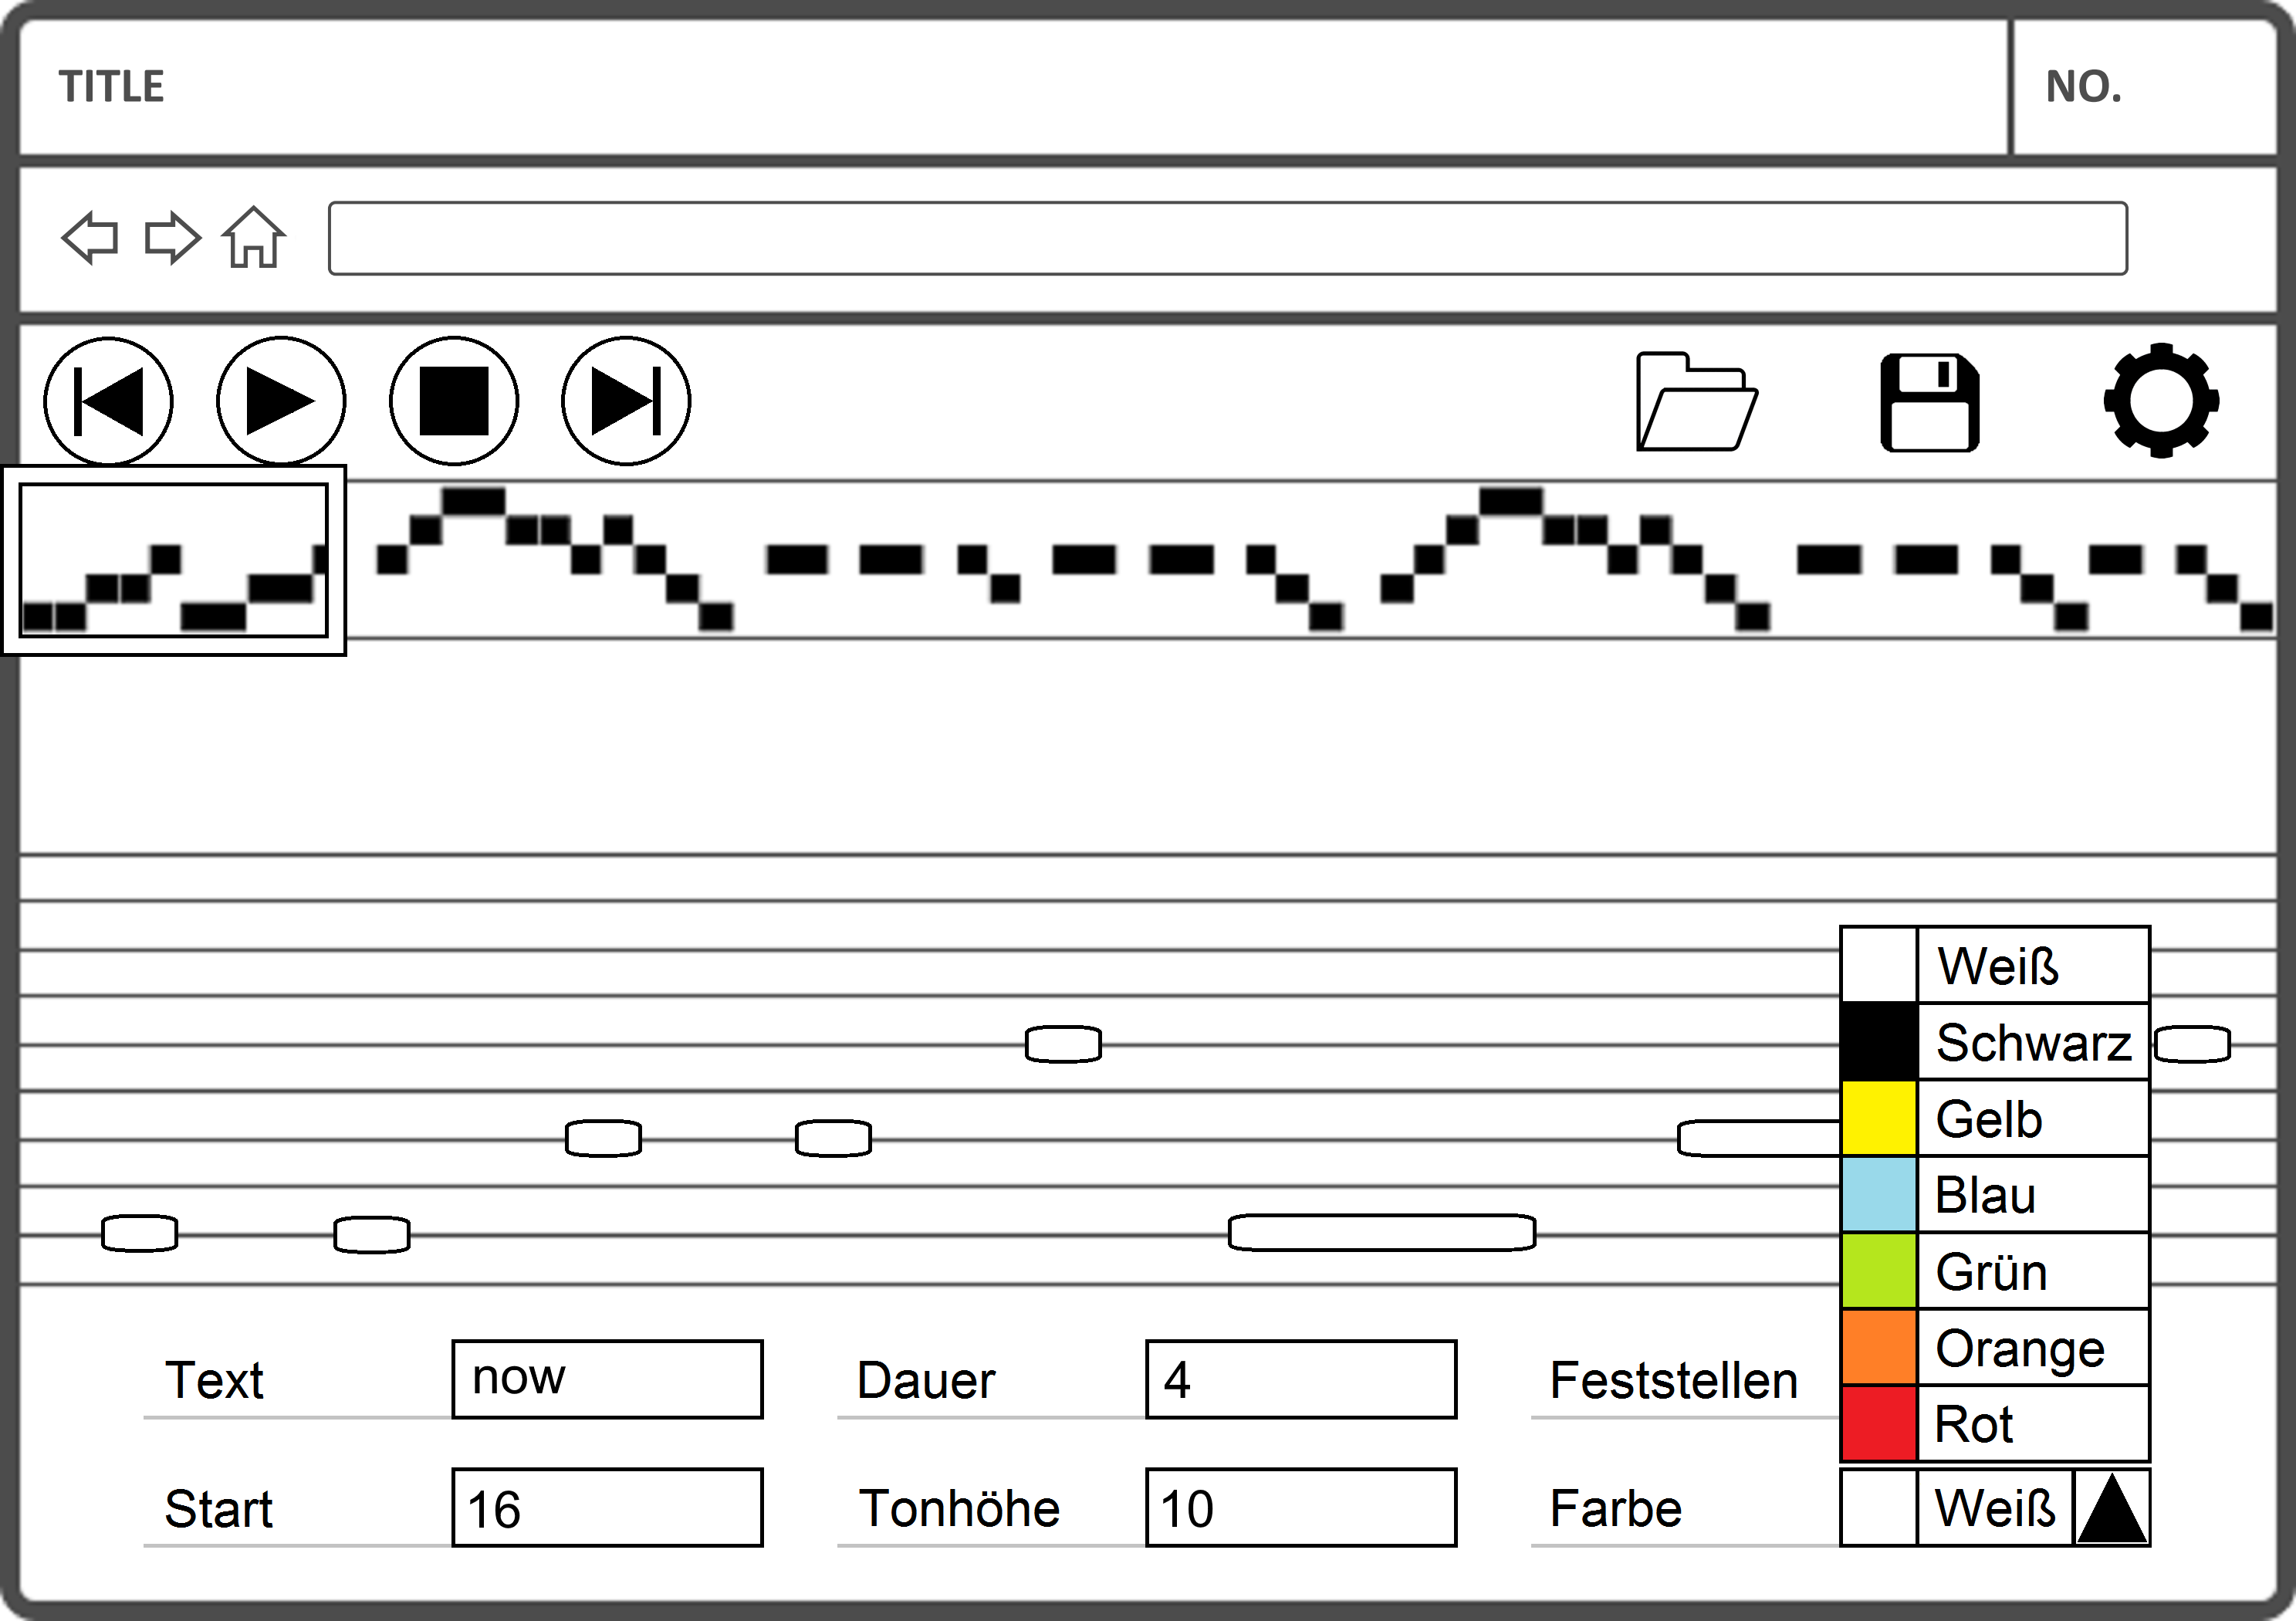 TITLE NO.
Weiß
Schwarz
Gelb
Blau
Grün
Orange
Rot
Text now Dauer 4 Feststellen
Start 16 Tonhöhe 10 Farbe Weiß